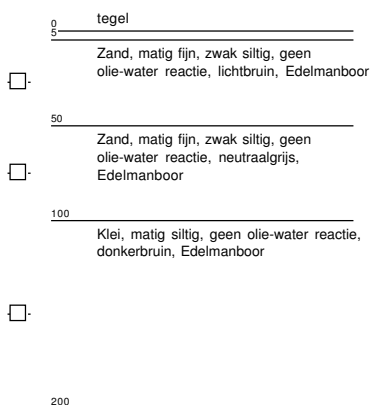 0 tegel
5
Zand, matig fijn, zwak siltig, geen
olie-water reactie, lichtbruin, Edelmanboor
50
Zand, matig fijn, zwak siltig, geen
olie-water reactie, neutraalgrijs,
Edelmanboor
100
Klei, matig siltig, geen olie-water reactie,
donkerbruin, Edelmanboor
200